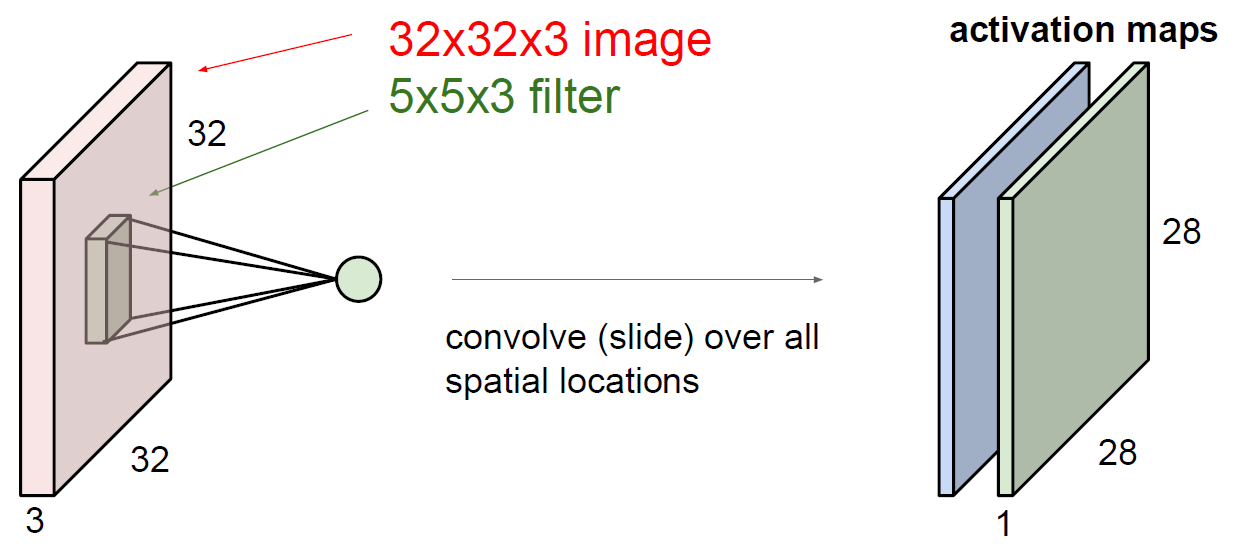 32x32x3 image
5x5x3 filter
activation maps
32
28
convolve (slide) over all
spatial locations
32
28
3
1